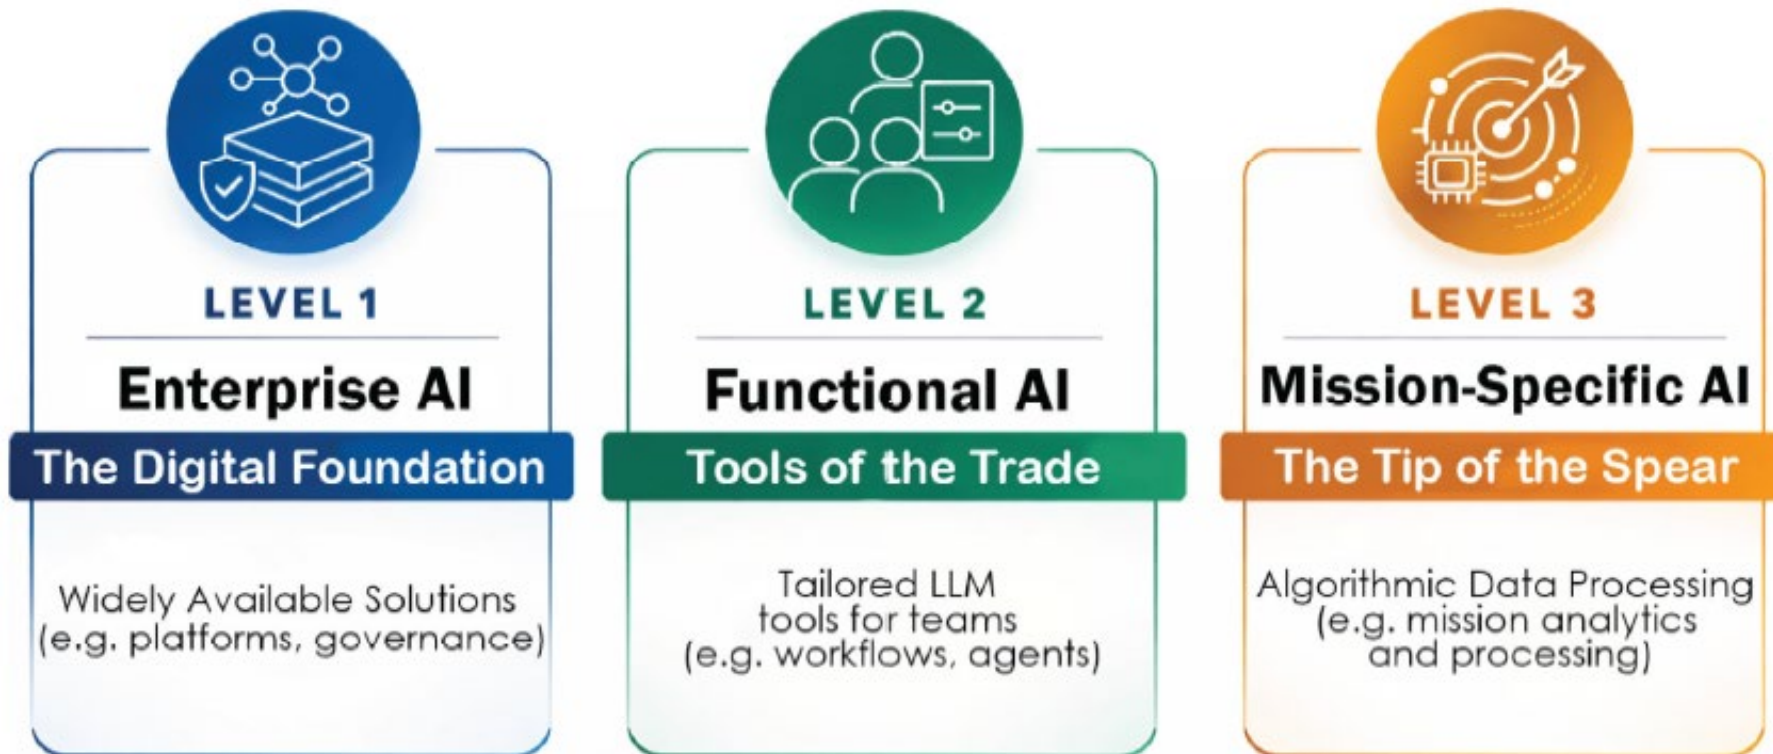 LEVEL 1
Enterprise AI
The Digital Foundation
Widely Available Solutions
(e.g. platforms, governance)
LEVEL 2
Functional AI
Tools of the Trade
Tailored LLM
tools for teams
(e.g. workflows, agents)
LEVEL 3
Mission-Specific AI
The Tip of the Spear
Algorithmic Data Processing
(e.g. mission analytics
and processing)